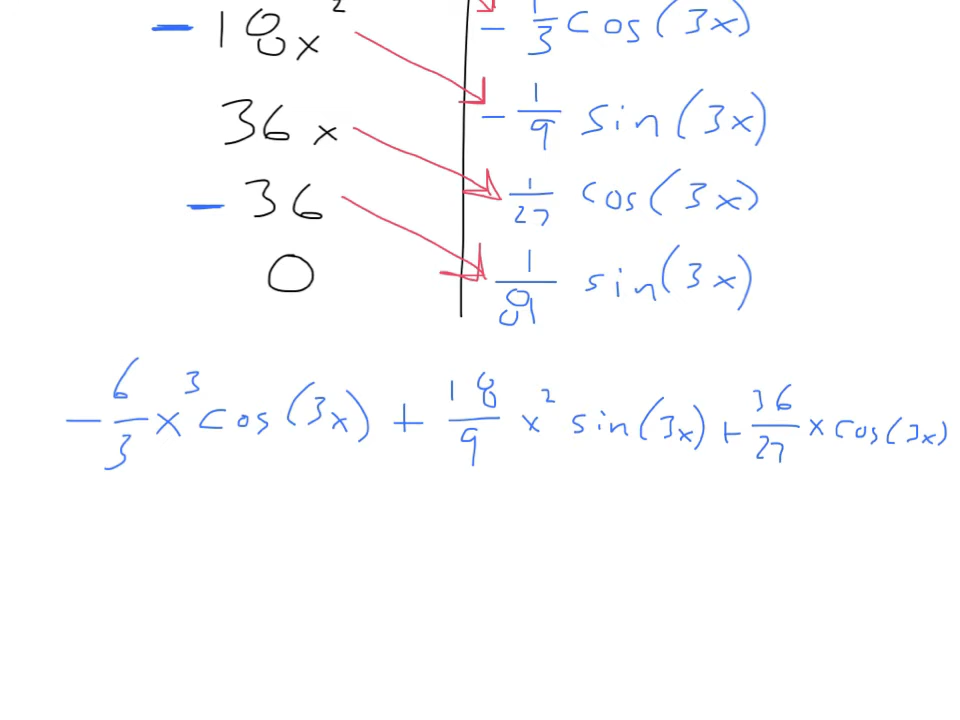 - 18x² - 1/3 cos(3x)
36x - 1/9 sin(3x)
- 36 1/27 cos(3x)
0 1/81 sin(3x)
- 6/3 x³ cos(3x) + 18/9 x² sin(3x) + 36/27 x cos(3x)